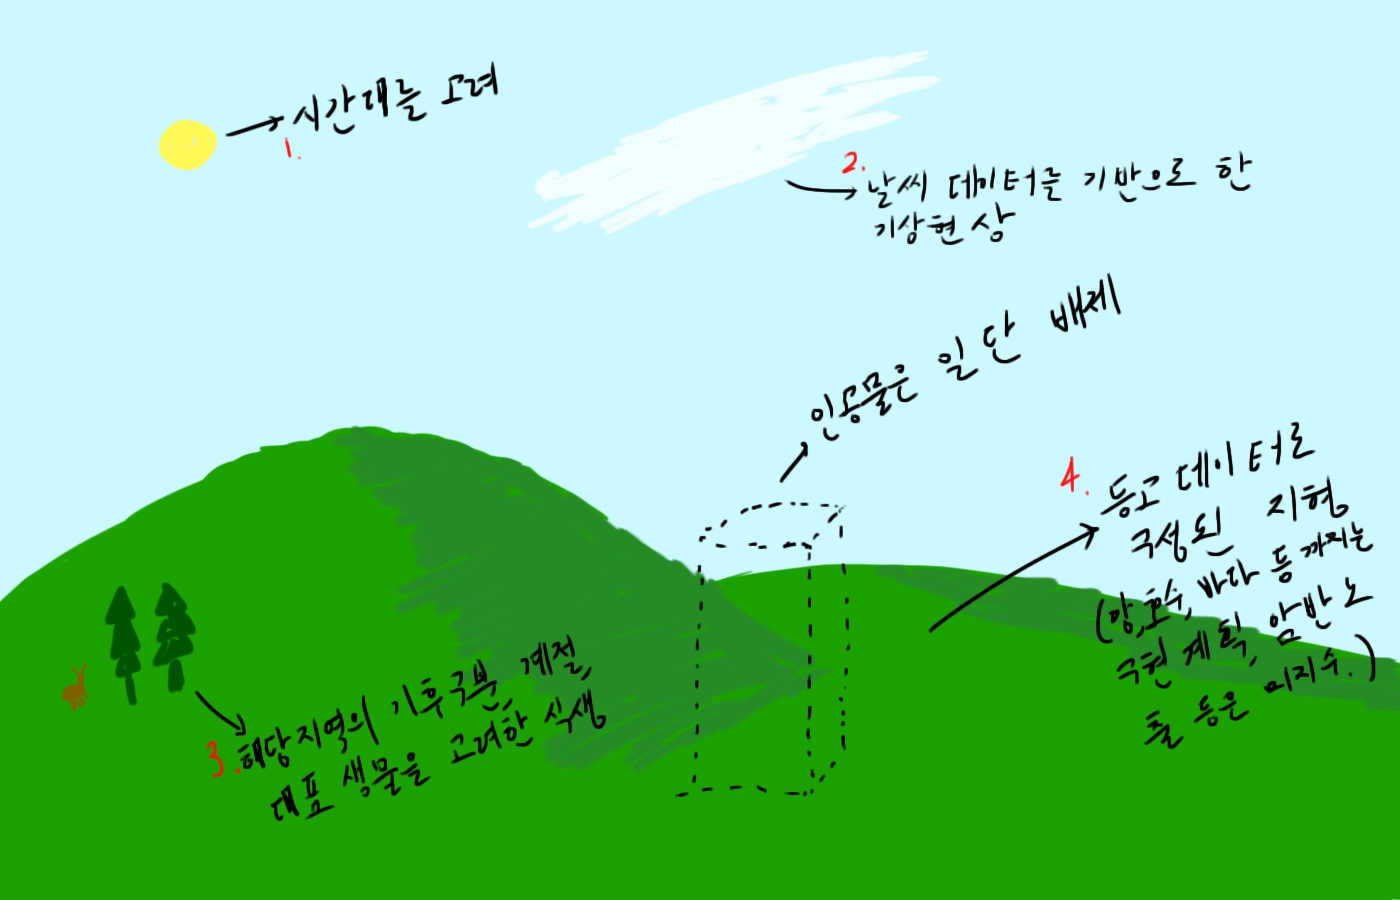 1. 시간대를 고려
2. 날씨 데이터를 기반으로 한
기상현상
인공물은 일단 배제
4. 등고 데이터로
구성된 지형
(강,호수, 바다 등 까지는
구현 계획, 암반 노
출 등은 미지수.)
3. 해당지역의 기후구분, 계절,
대표 생물을 고려한 식생